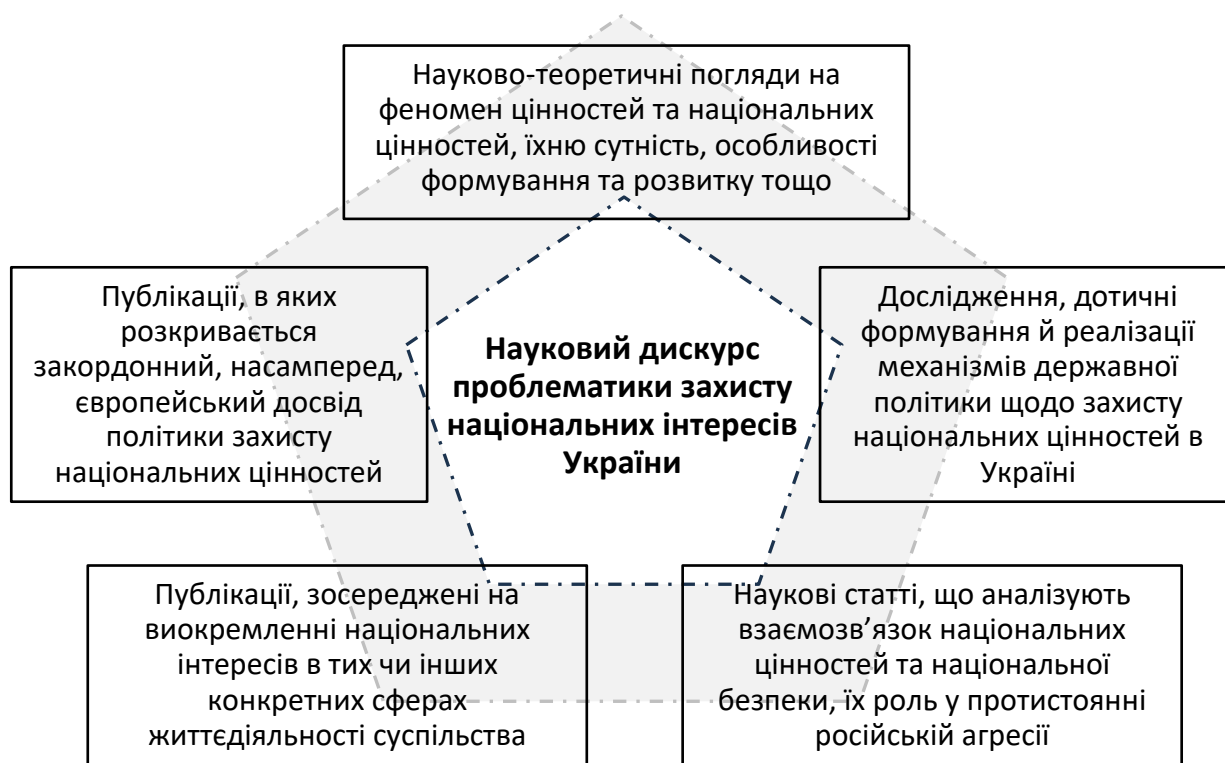 Науково-теоретичні погляди на
феномен цінностей та національних
цінностей, їхню сутність, особливості
формування та розвитку тощо
Публікації, в яких
розкривається
закордонний, насамперед,
європейський досвід
політики захисту
національних цінностей
Науковий дискурс
проблематики захисту
національних інтересів
України
Дослідження, дотичні
формування й реалізації
механізмів державної
політики щодо захисту
національних цінностей в
Україні
Публікації, зосереджені на
виокремленні національних
інтересів в тих чи інших
конкретних сферах
життєдіяльності суспільства
Наукові статті, що аналізують
взаємозв’язок національних
цінностей та національної
безпеки, їх роль у протистоянні
російській агресії